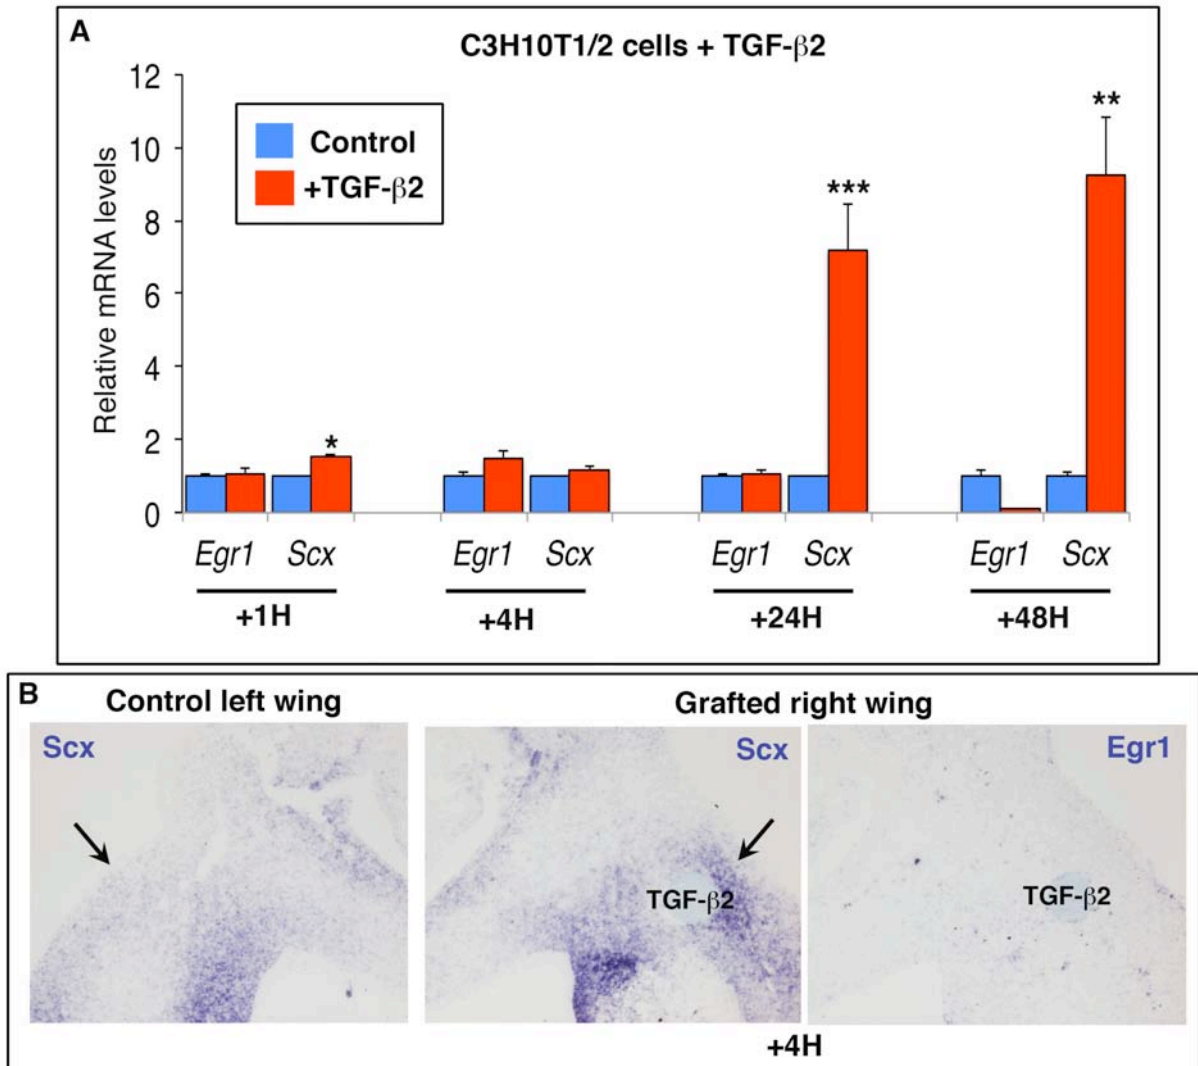 A
C3H10T1/2 cells + TGF-β2
Relative mRNA levels
12
10
8
6
4
2
0
Control
+TGF-β2
*
***
**
Egr1 Scx Egr1 Scx Egr1 Scx Egr1 Scx
+1H +4H +24H +48H
B
Control left wing Grafted right wing
Scx Scx Egr1
TGF-β2 TGF-β2
+4H